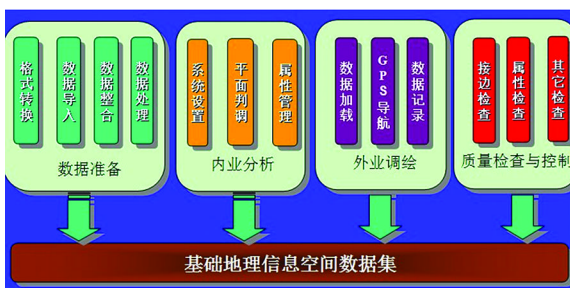 格式转换
数据导入
数据整合
数据处理
数据准备
系统设置
平面判调
属性管理
内业分析
数据加载
GPS导航
数据记录
外业调绘
接边检查
属性检查
其它检查
质量检查与控制
基础地理信息空间数据集